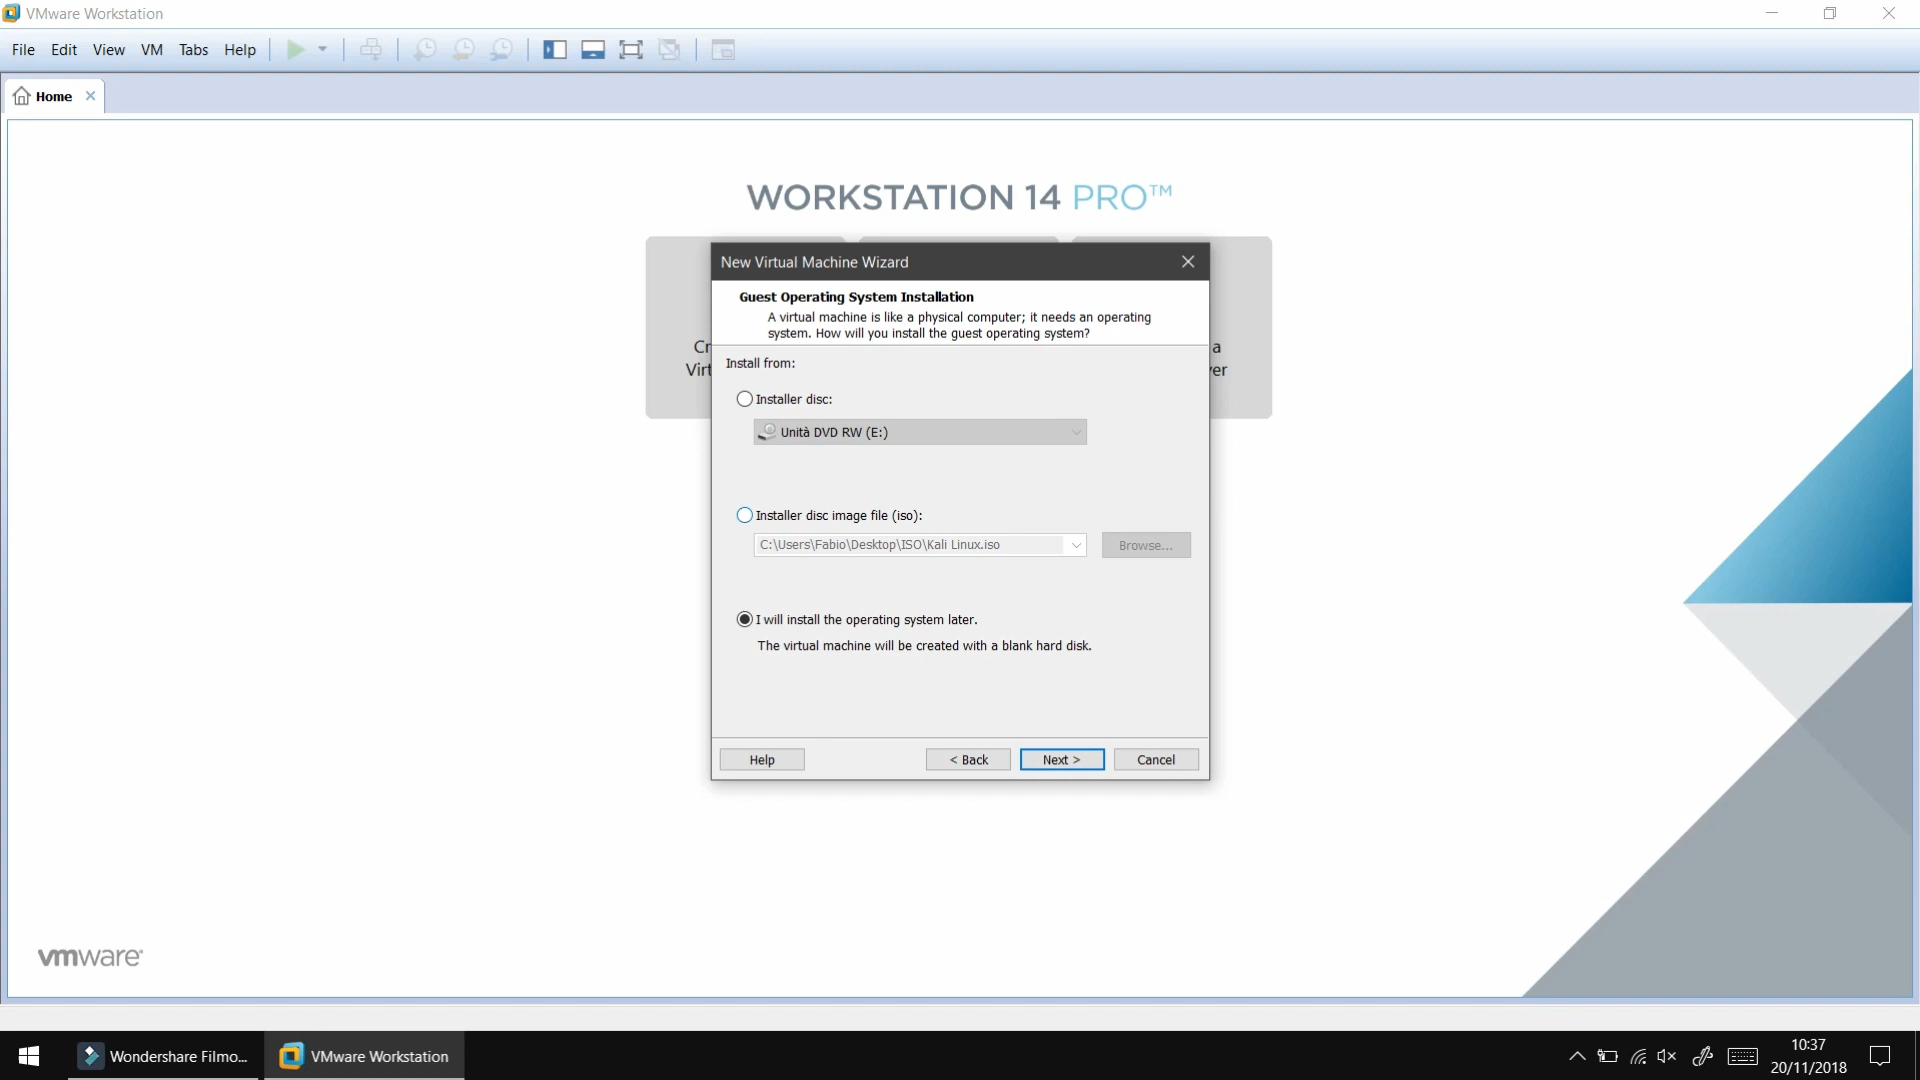 VMware Workstation
File Edit View VM Tabs Help
Home
WORKSTATION 14 PRO™
New Virtual Machine Wizard
Guest Operating System Installation
A virtual machine is like a physical computer; it needs an operating
system. How will you install the guest operating system?
Cr
a
Virt
ver
Install from:
Installer disc:
Unità DVD RW (E:)
Installer disc image file (iso):
C:\Users\Fabio\Desktop\ISO\Kali Linux.iso
Browse...
I will install the operating system later.
The virtual machine will be created with a blank hard disk.
Help
< Back
Next >
Cancel
vmware
Wondershare Filmo...
VMware Workstation
10:37
20/11/2018